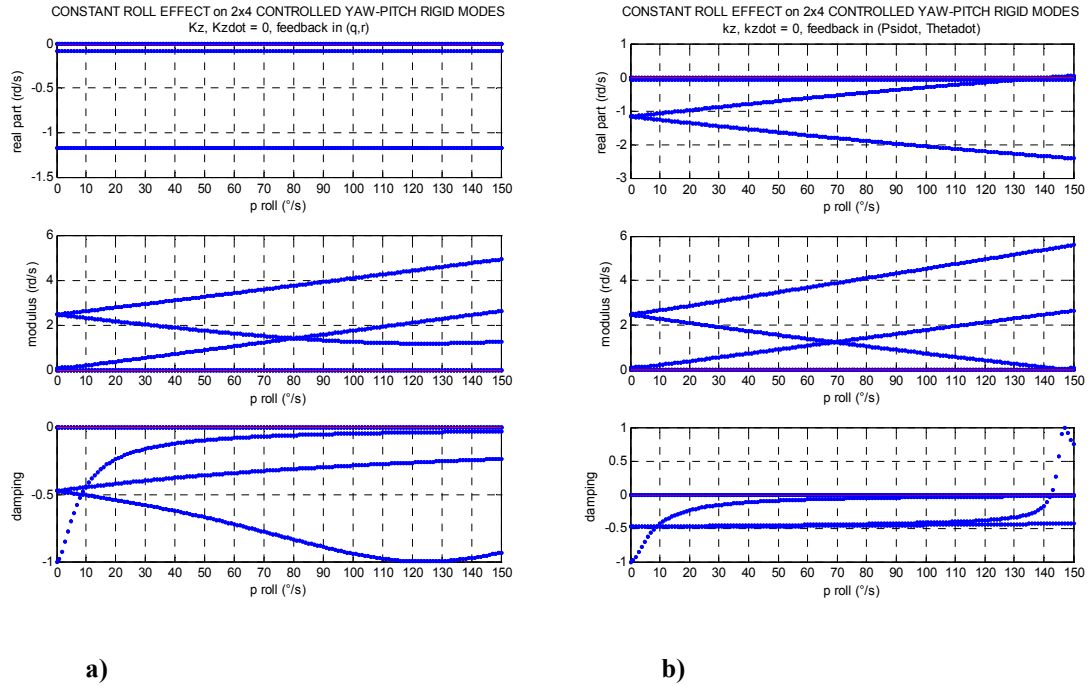 CONSTANT ROLL EFFECT on 2x4 CONTROLLED YAW-PITCH RIGID MODES
Kz, Kzdot = 0, feedback in (q,r)
0
-0.5
-1
-1.5
real part (rd/s)
0 10 20 30 40 50 60 70 80 90 100 110 120 130 140 150
p roll (°/s)
6
4
2
0
modulus (rd/s)
0 10 20 30 40 50 60 70 80 90 100 110 120 130 140 150
p roll (°/s)
0
-0.5
-1
damping
0 10 20 30 40 50 60 70 80 90 100 110 120 130 140 150
p roll (°/s)
a)
CONSTANT ROLL EFFECT on 2x4 CONTROLLED YAW-PITCH RIGID MODES
kz, kzdot = 0, feedback in (Psidot, Thetadot)
1
0
-1
-2
-3
real part (rd/s)
0 10 20 30 40 50 60 70 80 90 100 110 120 130 140 150
p roll (°/s)
6
4
2
0
modulus (rd/s)
0 10 20 30 40 50 60 70 80 90 100 110 120 130 140 150
p roll (°/s)
1
0.5
0
-0.5
-1
damping
0 10 20 30 40 50 60 70 80 90 100 110 120 130 140 150
p roll (°/s)
b)